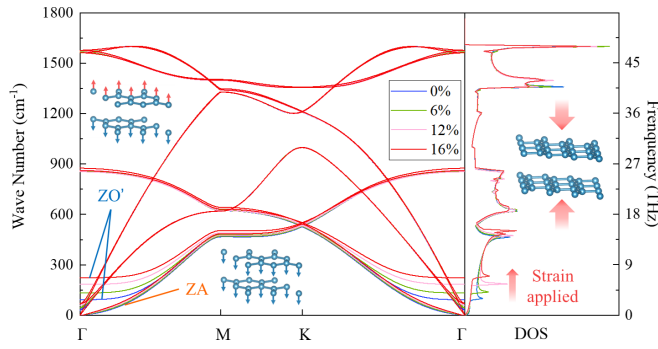 Wave Number (cm⁻¹)
1800
1500
1200
900
600
300
0
ZO'
ZA
0%
6%
12%
16%
Γ
M
K
Γ
Strain
applied
DOS
45
36
27
18
9
0
Frenquency (THz)